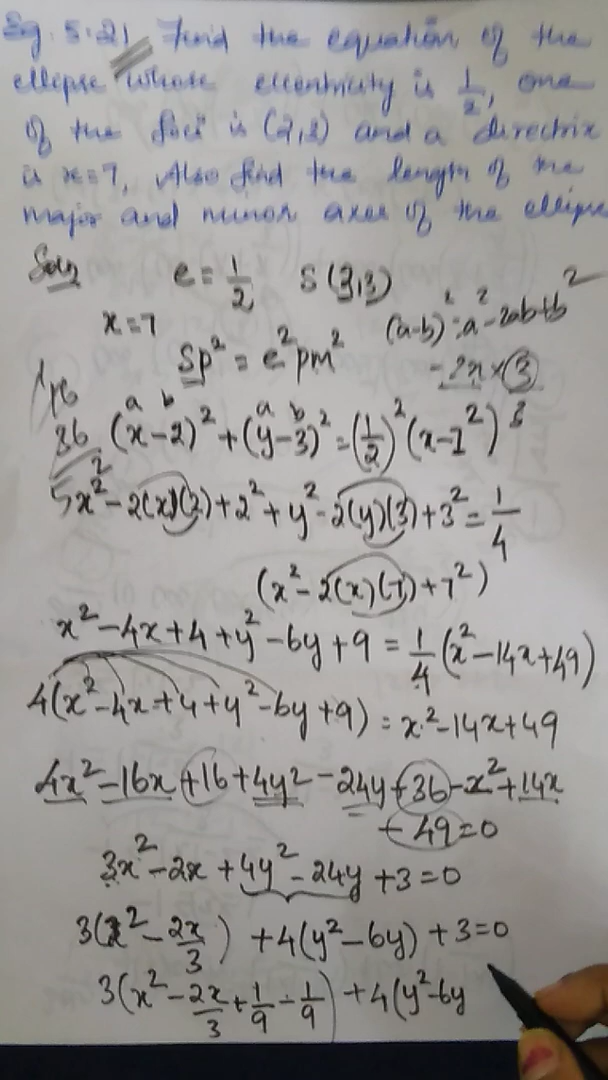 Eg. 5.21 Find the equation of the
ellipse whose eccentricity is 1/2, one
of the foci is (2,3) and a directrix
is x=7, Also find the length of the
major and minor axes of the ellipse
Soln e = 1/2 S(3,3)
x=7 (a-b)² = a² - 2ab + b²
SP² = e²PM² - 2x × 3
a b a b
(x-2)² + (y-3)² = (1/2)² (x-7²)
x² - 2(x)(2) + 2² + y² - 2(y)(3) + 3² = 1/4
(x² - 2(x)(7) + 7²)
x² - 4x + 4 + y² - 6y + 9 = 1/4 (x² - 14x + 49)
4(x² - 4x + 4 + y² - 6y + 9) = x² - 14x + 49
4x² - 16x + 16 + 4y² - 24y + 36 - x² + 14x
- 49 = 0
3x² - 2x + 4y² - 24y + 3 = 0
3(x² - 2x/3) + 4(y² - 6y) + 3 = 0
3(x² - 2x/3 + 1/9 - 1/9) + 4(y² - 6y